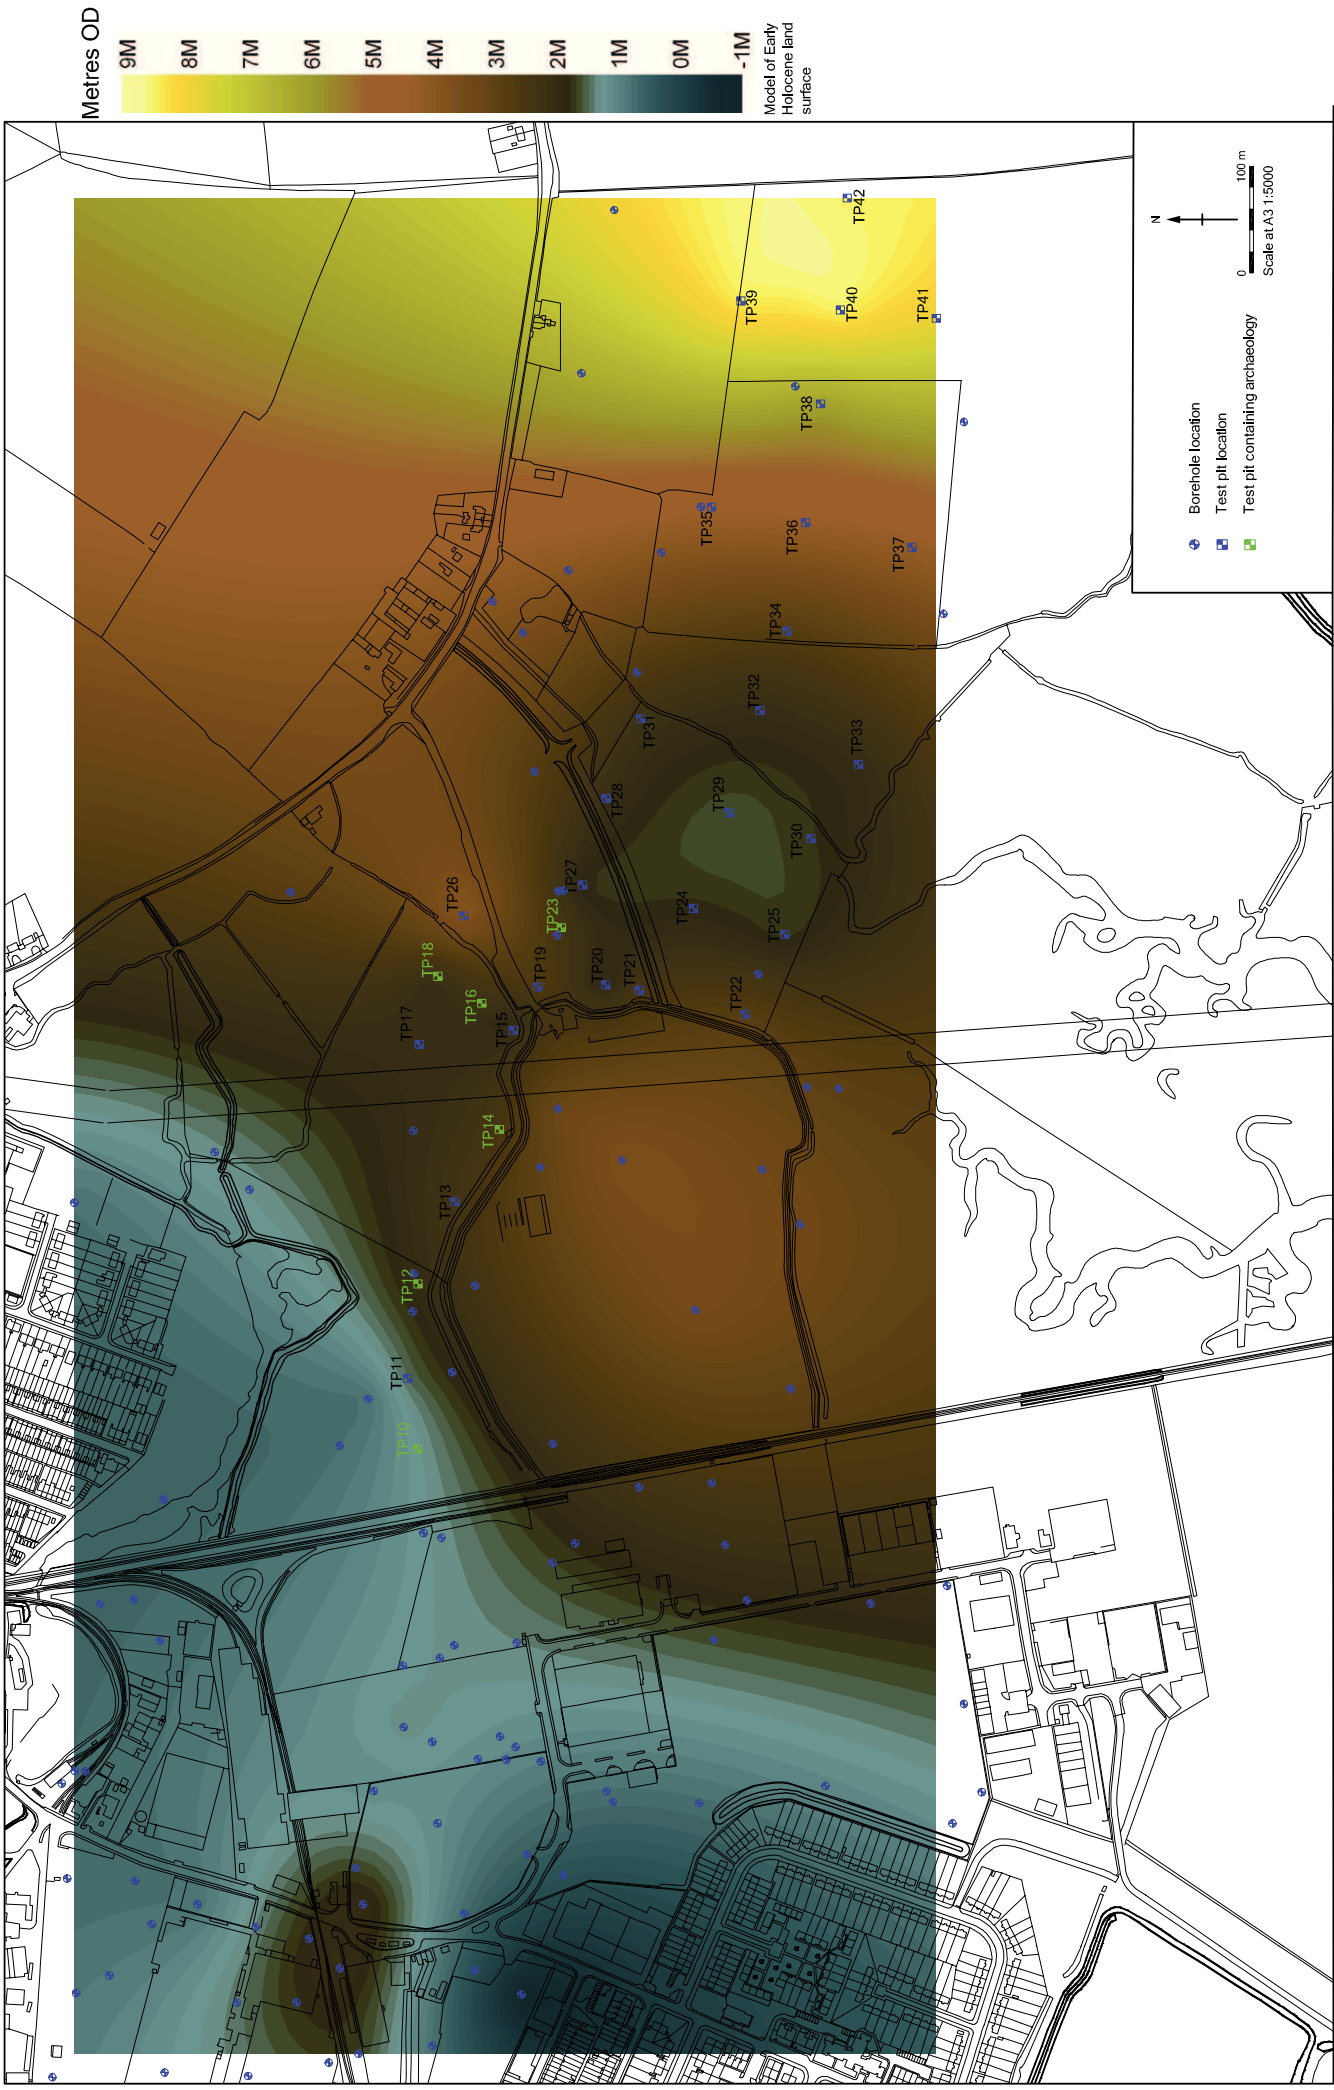 Metres OD
9M
8M
7M
6M
5M
4M
3M
2M
1M
0M
-1M
Model of Early
Holocene land
surface
TP10
TP11
TP12
TP13
TP14
TP15
TP16
TP17
TP18
TP19
TP20
TP21
TP22
TP23
TP24
TP25
TP26
TP27
TP28
TP29
TP30
TP31
TP32
TP33
TP34
TP35
TP36
TP37
TP38
TP39
TP40
TP41
TP42
Borehole location
Test pit location
Test pit containing archaeology
N
0 100 m
Scale at A3 1:5000